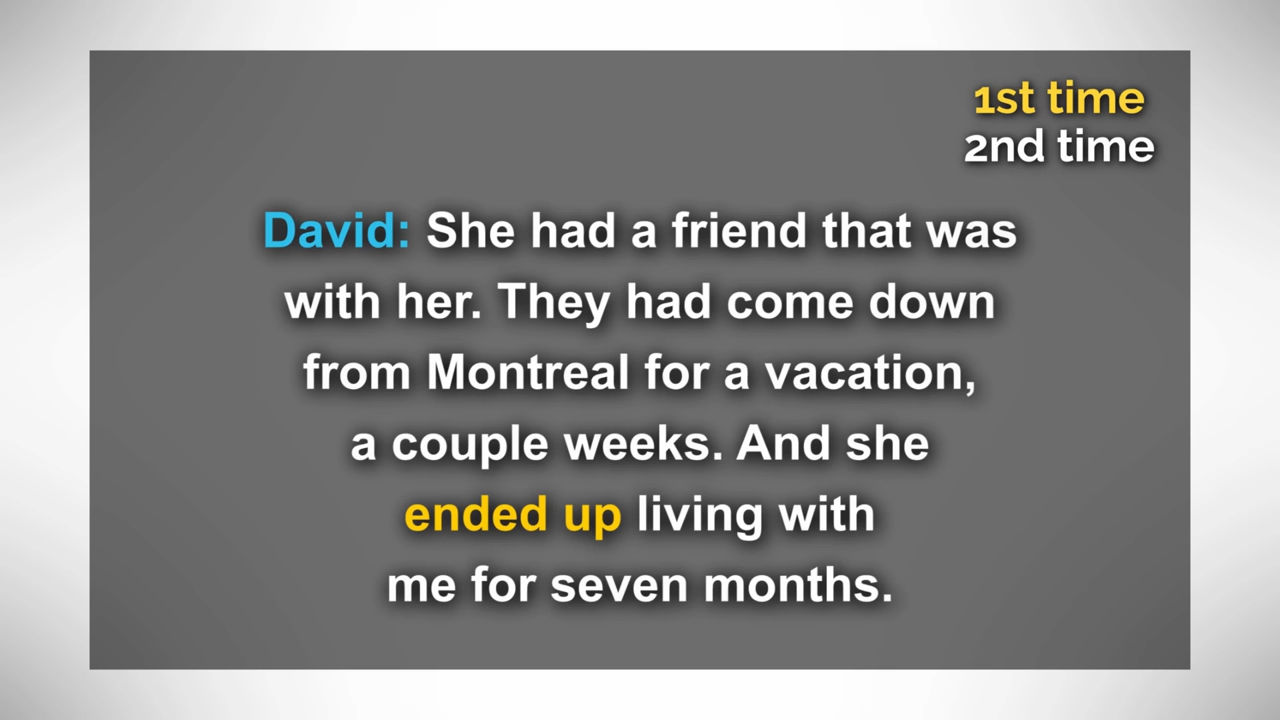 1st time
2nd time
David: She had a friend that was
with her. They had come down
from Montreal for a vacation,
a couple weeks. And she
ended up living with
me for seven months.